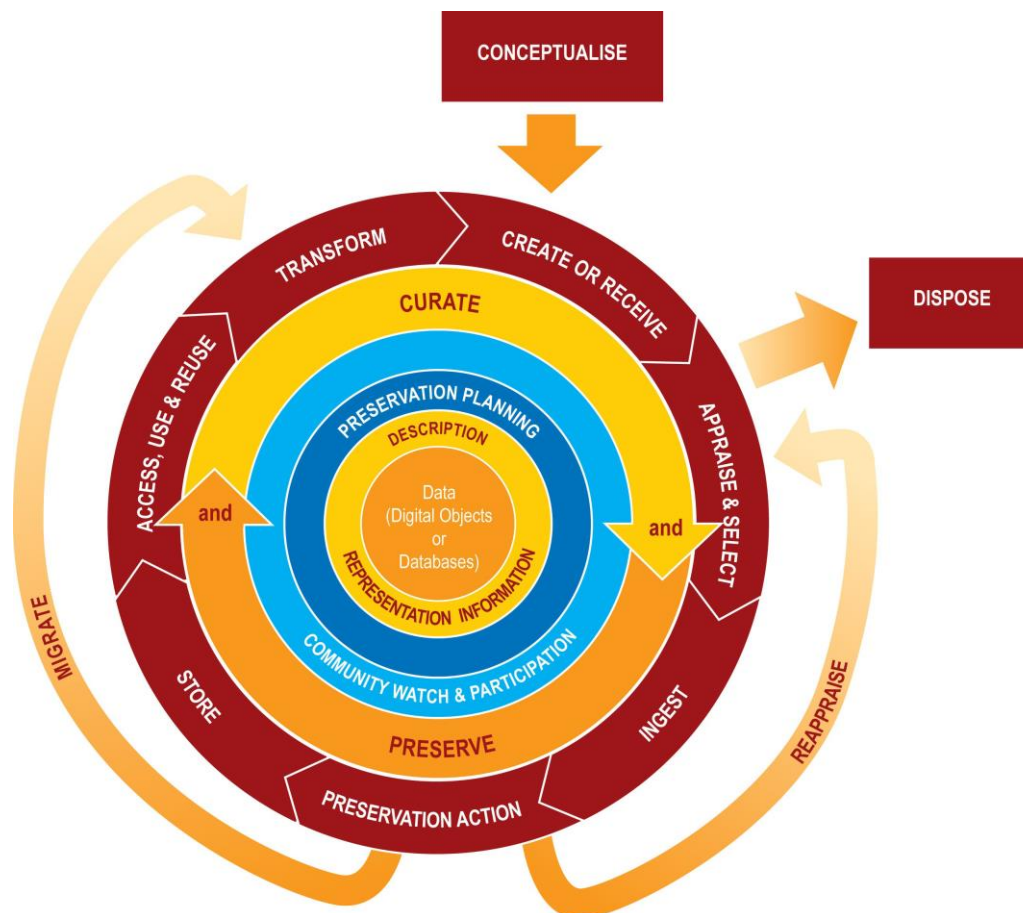 CONCEPTUALISE
DISPOSE
TRANSFORM
CREATE OR RECEIVE
APPRAISE & SELECT
INGEST
PRESERVATION ACTION
STORE
ACCESS, USE & REUSE
MIGRATE
REAPPRAISE
CURATE
and
PRESERVE
and
COMMUNITY WATCH & PARTICIPATION
PRESERVATION PLANNING
DESCRIPTION
REPRESENTATION INFORMATION
Data
(Digital Objects
or
Databases)